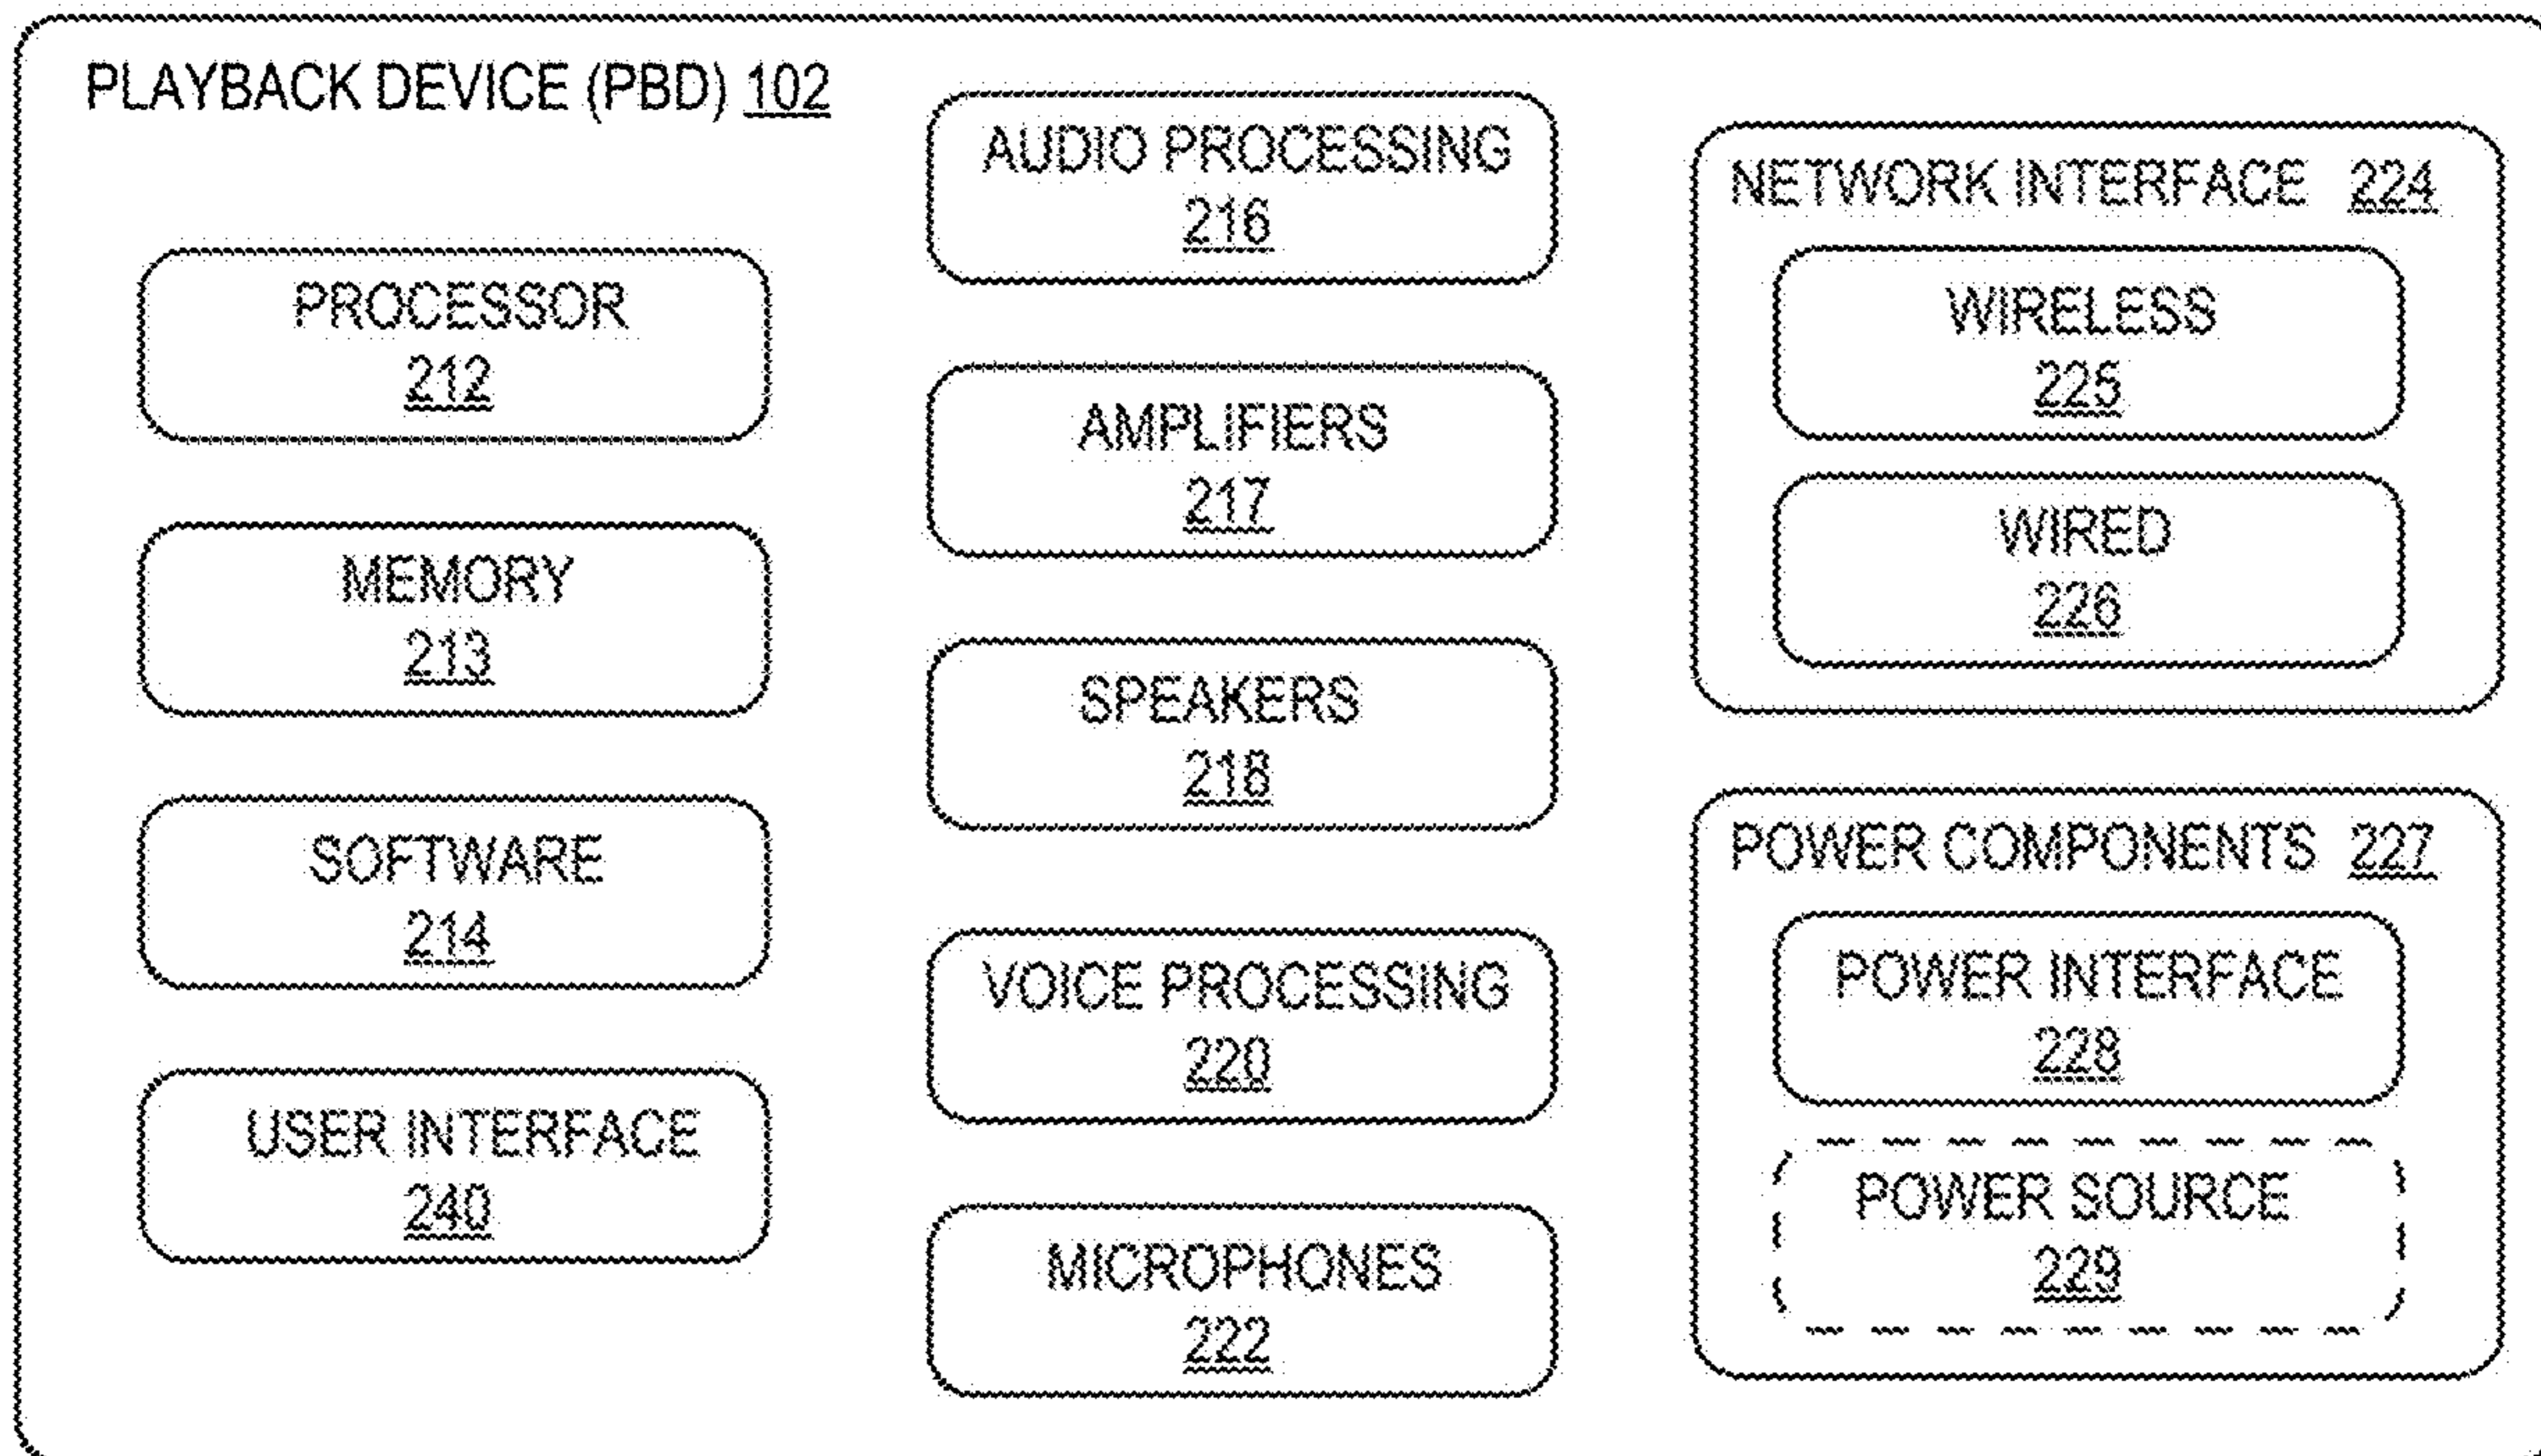 PLAYBACK DEVICE (PBD) 102
PROCESSOR
212
MEMORY
213
SOFTWARE
214
USER INTERFACE
240
AUDIO PROCESSING
216
AMPLIFIERS
217
SPEAKERS
218
VOICE PROCESSING
220
MICROPHONES
222
NETWORK INTERFACE 224
WIRELESS
225
WIRED
226
POWER COMPONENTS 227
POWER INTERFACE
228
POWER SOURCE
229